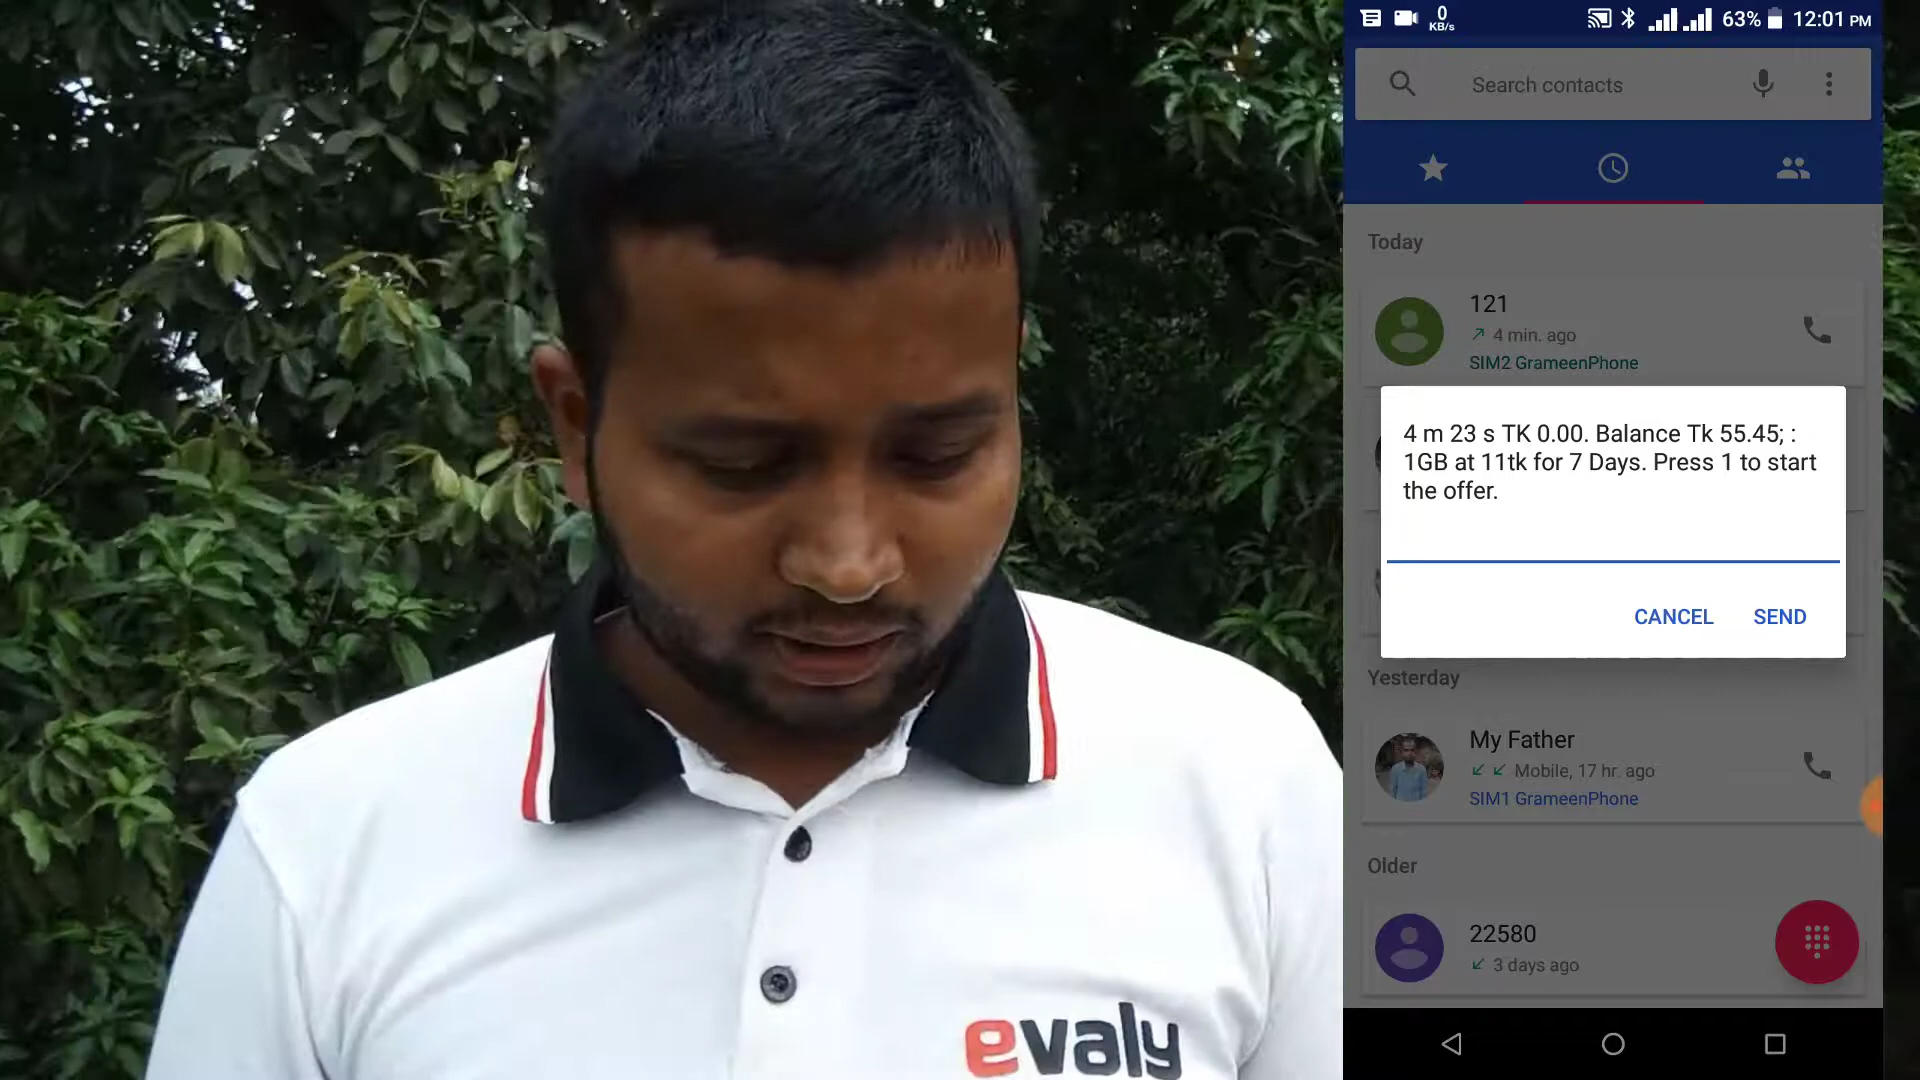 0
KB/s
63%
12:01 PM
Search contacts
Today
121
4 min. ago
SIM2 GrameenPhone
4 m 23 s TK 0.00. Balance Tk 55.45; :
1GB at 11tk for 7 Days. Press 1 to start
the offer.
CANCEL SEND
Yesterday
My Father
Mobile, 17 hr. ago
SIM1 GrameenPhone
Older
22580
3 days ago
evaly